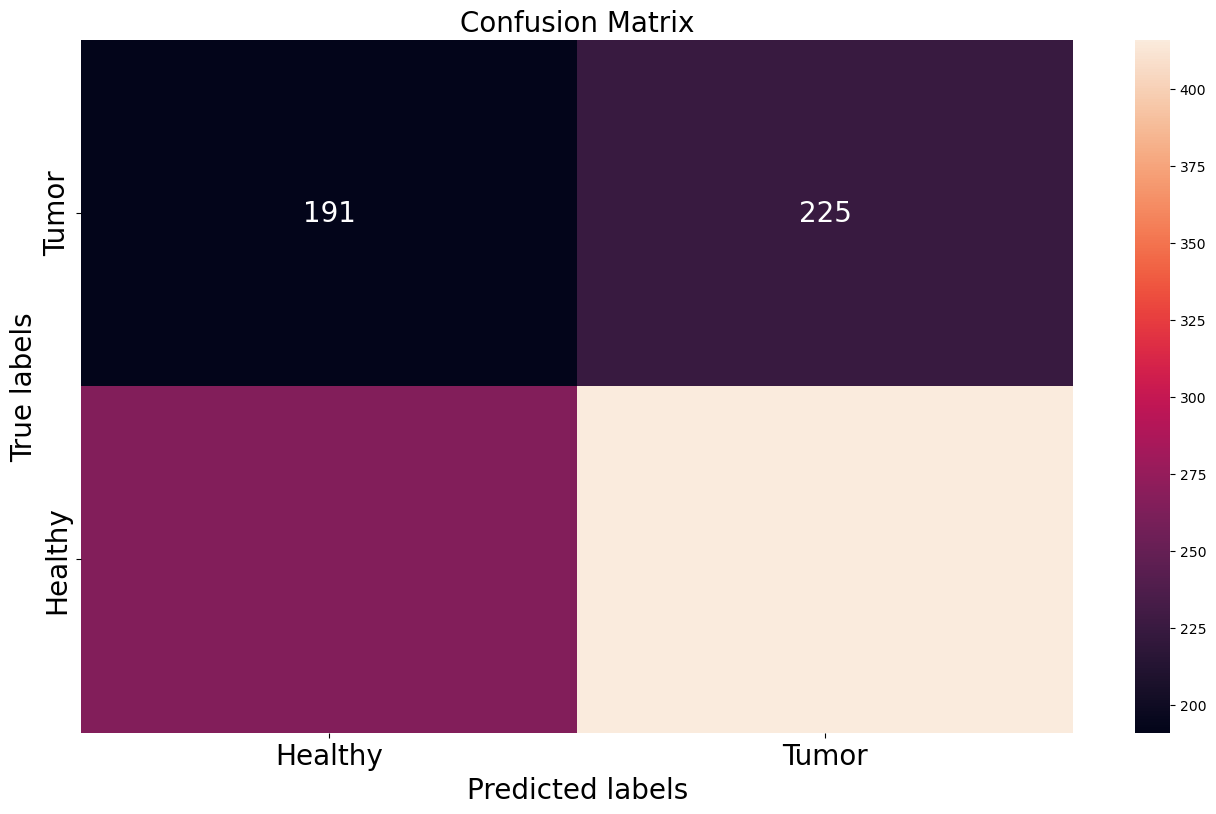 Confusion Matrix
True labels
Tumor
Healthy
191
225
Healthy
Tumor
Predicted labels
400
375
350
325
300
275
250
225
200